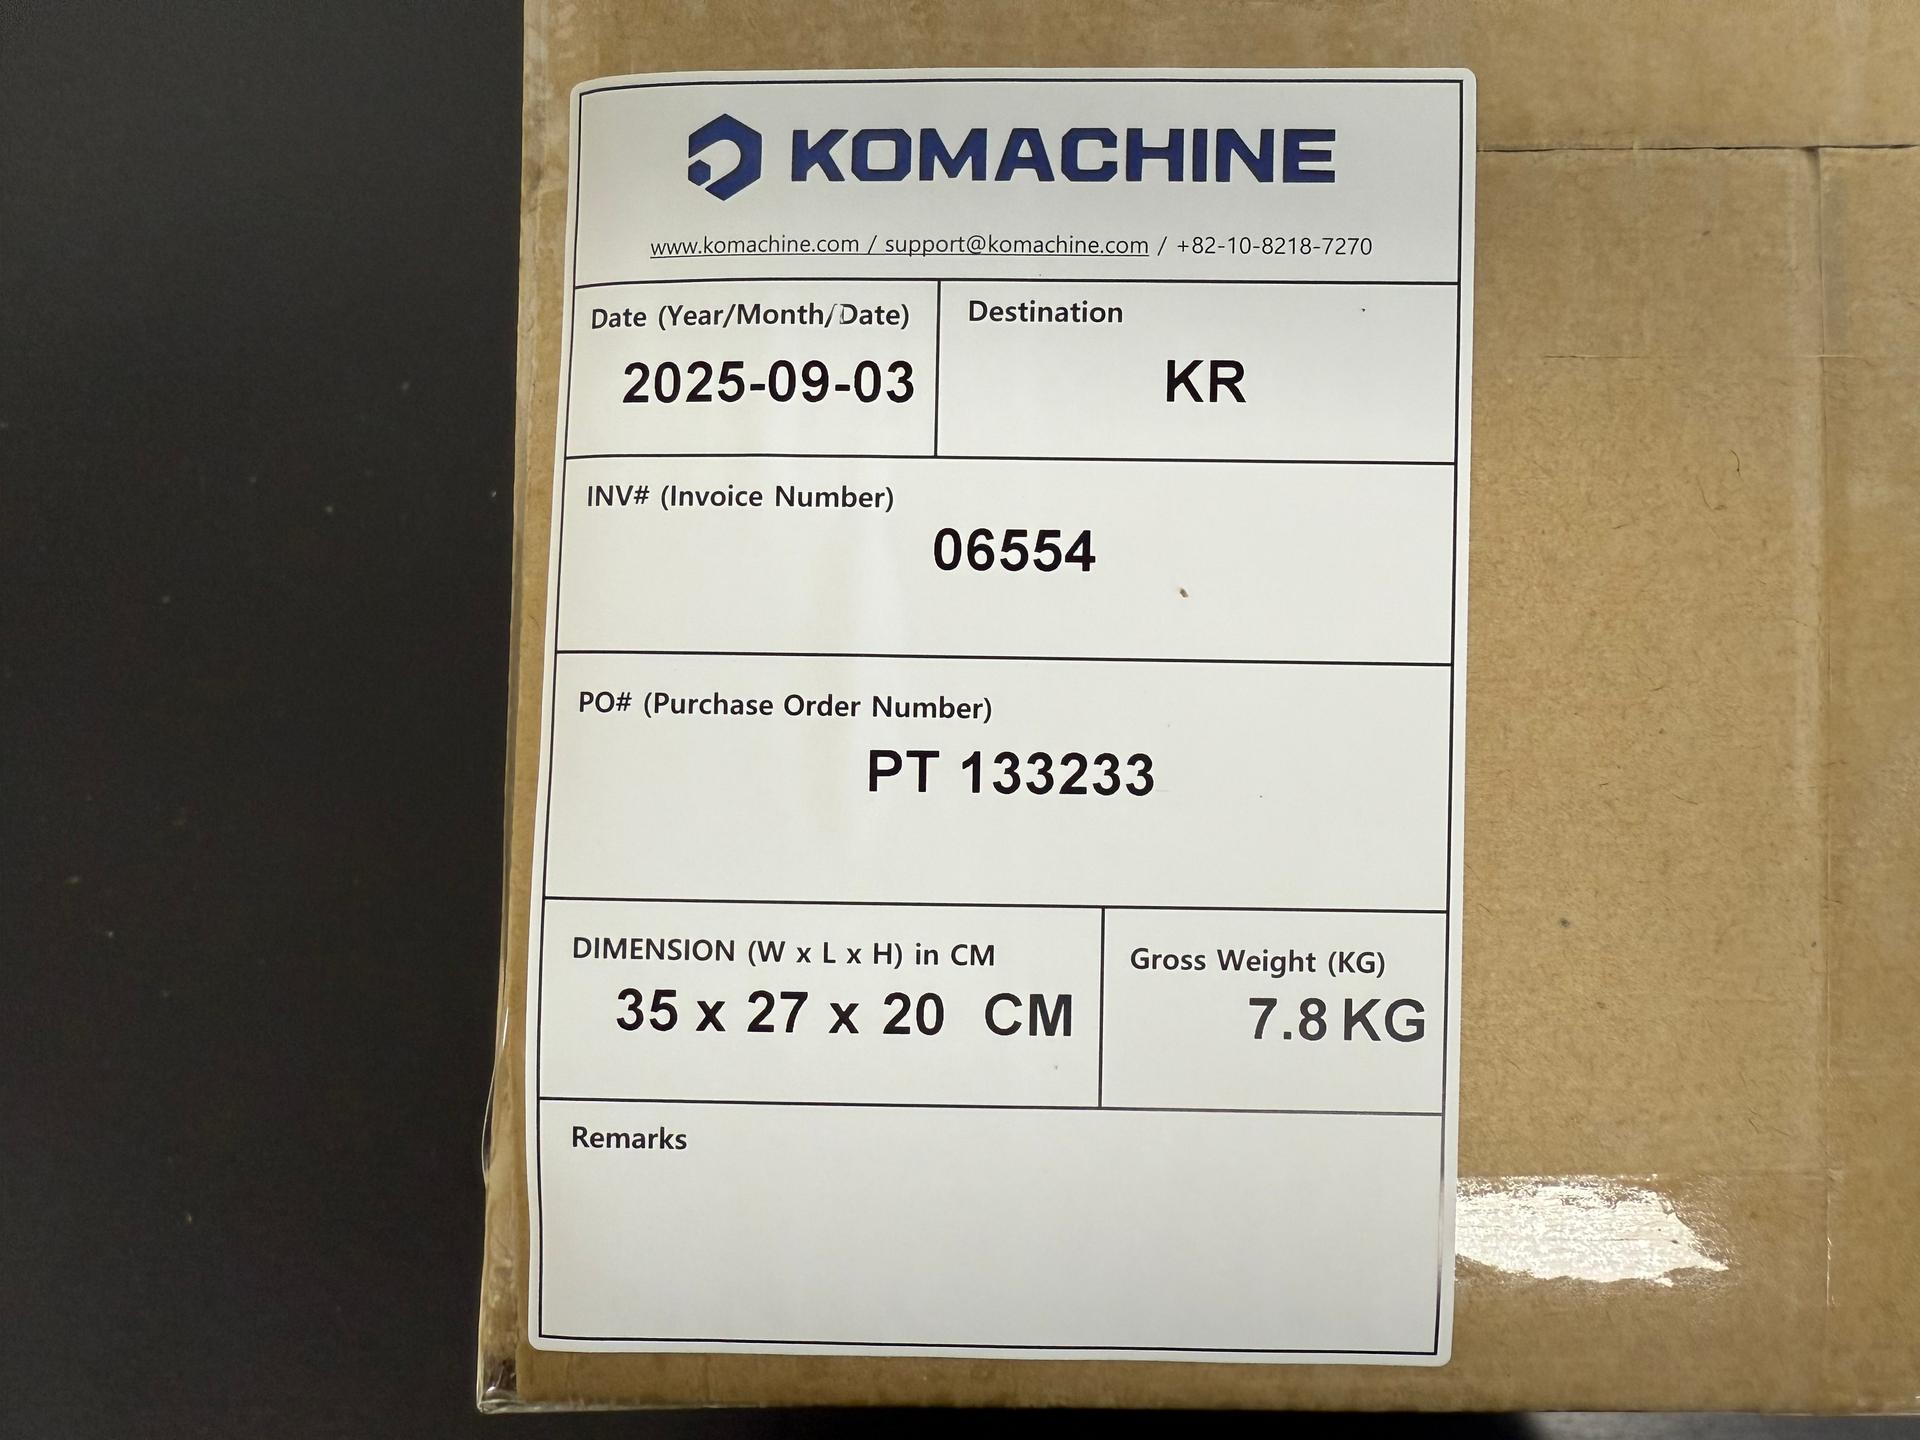 KOMACHINE
www.komachine.com / support@komachine.com / +82-10-8218-7270
Date (Year/Month/Date)
2025-09-03
Destination
KR
INV# (Invoice Number)
06554
PO# (Purchase Order Number)
PT 133233
DIMENSION (W x L x H) in CM
35 x 27 x 20 CM
Gross Weight (KG)
7.8 KG
Remarks